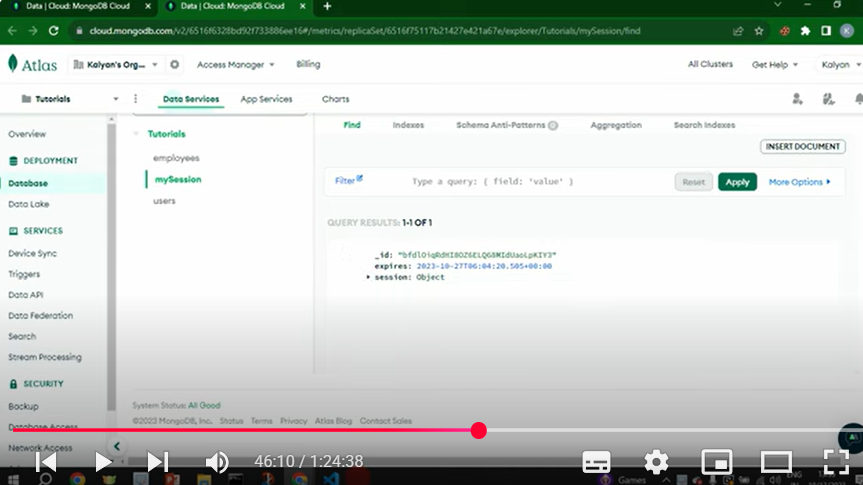 Data | Cloud: MongoDB Cloud
Data | Cloud: MongoDB Cloud
cloud.mongodb.com/v2/6516f6328bd92f733886ee16#/metrics/replicaSet/6516f75117b21427e421a67e/explorer/Tutorials/mySession/find
K
Atlas
Kalyan's Org...
Access Manager
Billing
All Clusters
Get Help
Kalyan
Tutorials
Data Services
App Services
Charts
Overview
DEPLOYMENT
Database
Data Lake
SERVICES
Device Sync
Triggers
Data API
Data Federation
Search
Stream Processing
SECURITY
Backup
Database Access
Network Access
Tutorials
employees
mySession
users
Find
Indexes
Schema Anti-Patterns 0
Aggregation
Search Indexes
INSERT DOCUMENT
Filter
Type a query: { field: 'value' }
Reset
Apply
More Options
QUERY RESULTS: 1-1 OF 1
_id:
expires: 2023-10-27T06:04:20.505+00:00
session: Object
System Status: All Good
©2023 MongoDB, Inc.
Status
Terms
Privacy
Atlas Blog
Contact Sales
46:10 / 1:24:38
Games